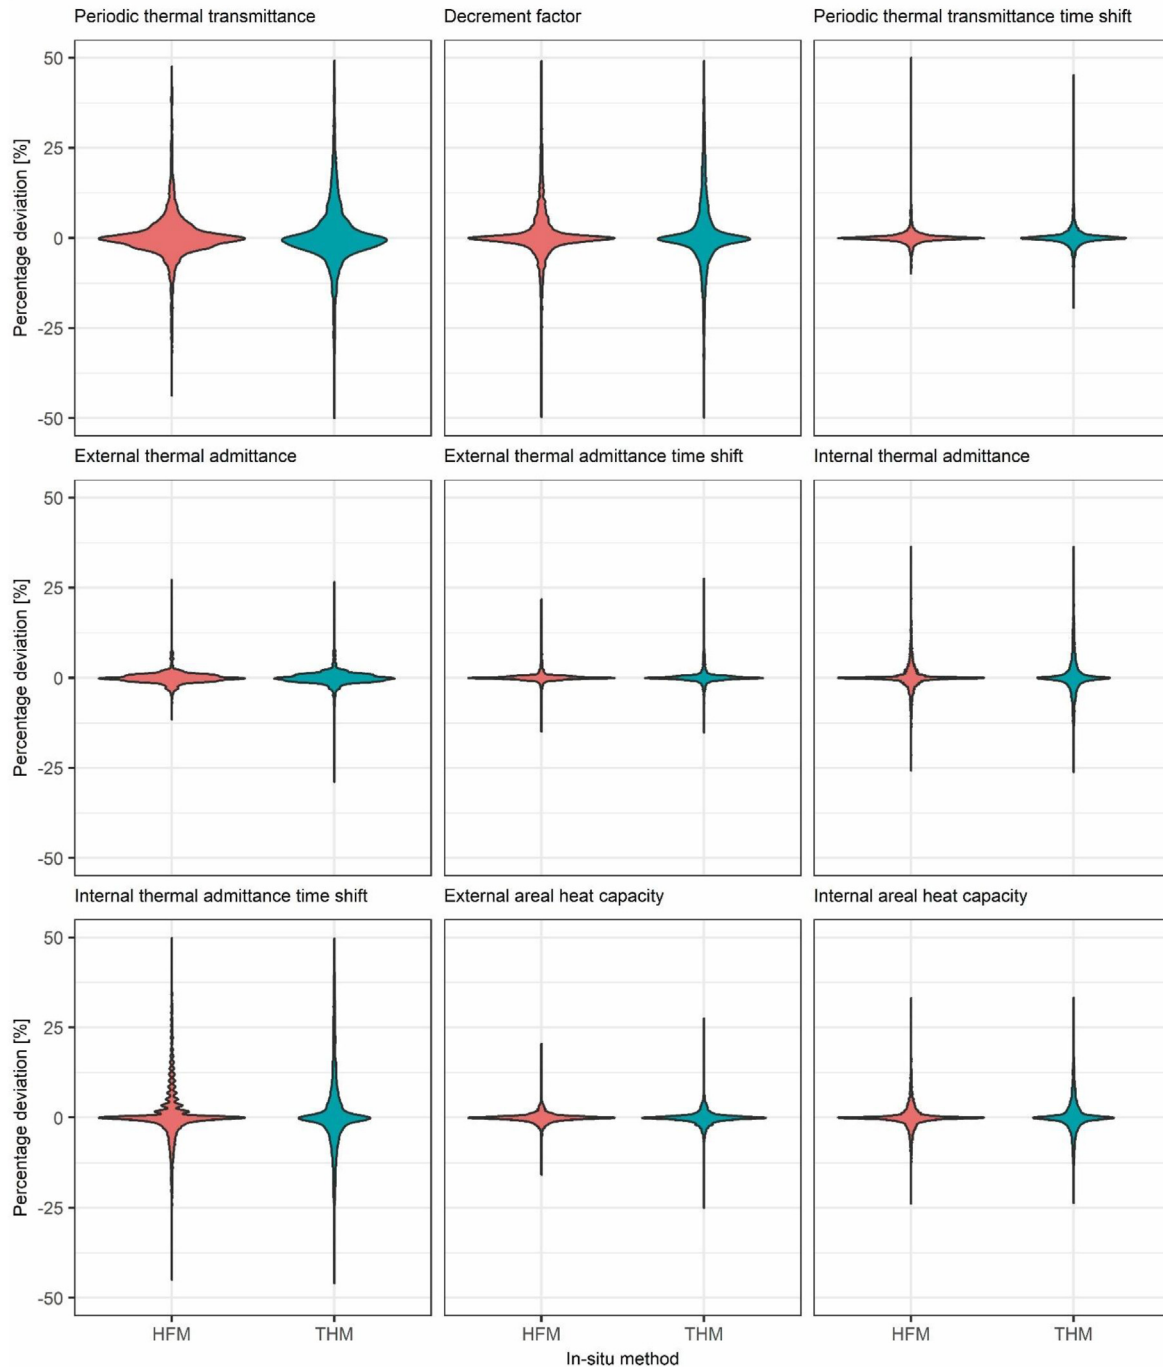 Periodic thermal transmittance
Decrement factor
Periodic thermal transmittance time shift
Percentage deviation [%]
50
25
0
-25
-50
External thermal admittance
External thermal admittance time shift
Internal thermal admittance
Percentage deviation [%]
50
25
0
-25
-50
Internal thermal admittance time shift
External areal heat capacity
Internal areal heat capacity
Percentage deviation [%]
50
25
0
-25
-50
HFM THM HFM THM HFM THM
In-situ method